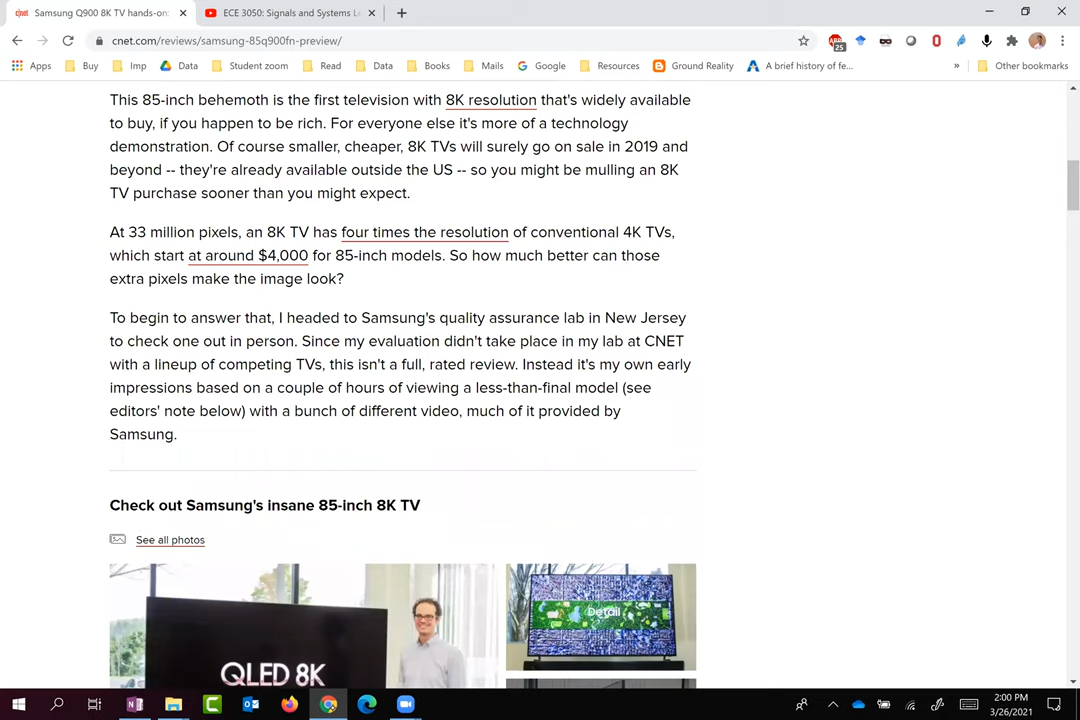 cnet Samsung Q900 8K TV hands-on:
ECE 3050: Signals and Systems Le
cnet.com/reviews/samsung-85q900fn-preview/
25
Apps Buy Imp Data Student zoom Read Data Books Mails Google Resources Ground Reality A brief history of fe... » Other bookmarks
This 85-inch behemoth is the first television with 8K resolution that's widely available
to buy, if you happen to be rich. For everyone else it's more of a technology
demonstration. Of course smaller, cheaper, 8K TVs will surely go on sale in 2019 and
beyond -- they're already available outside the US -- so you might be mulling an 8K
TV purchase sooner than you might expect.
At 33 million pixels, an 8K TV has four times the resolution of conventional 4K TVs,
which start at around $4,000 for 85-inch models. So how much better can those
extra pixels make the image look?
To begin to answer that, I headed to Samsung's quality assurance lab in New Jersey
to check one out in person. Since my evaluation didn't take place in my lab at CNET
with a lineup of competing TVs, this isn't a full, rated review. Instead it's my own early
impressions based on a couple of hours of viewing a less-than-final model (see
editors' note below) with a bunch of different video, much of it provided by
Samsung.
Check out Samsung's insane 85-inch 8K TV
See all photos
Detail
QLED 8K
2:00 PM
3/26/2021